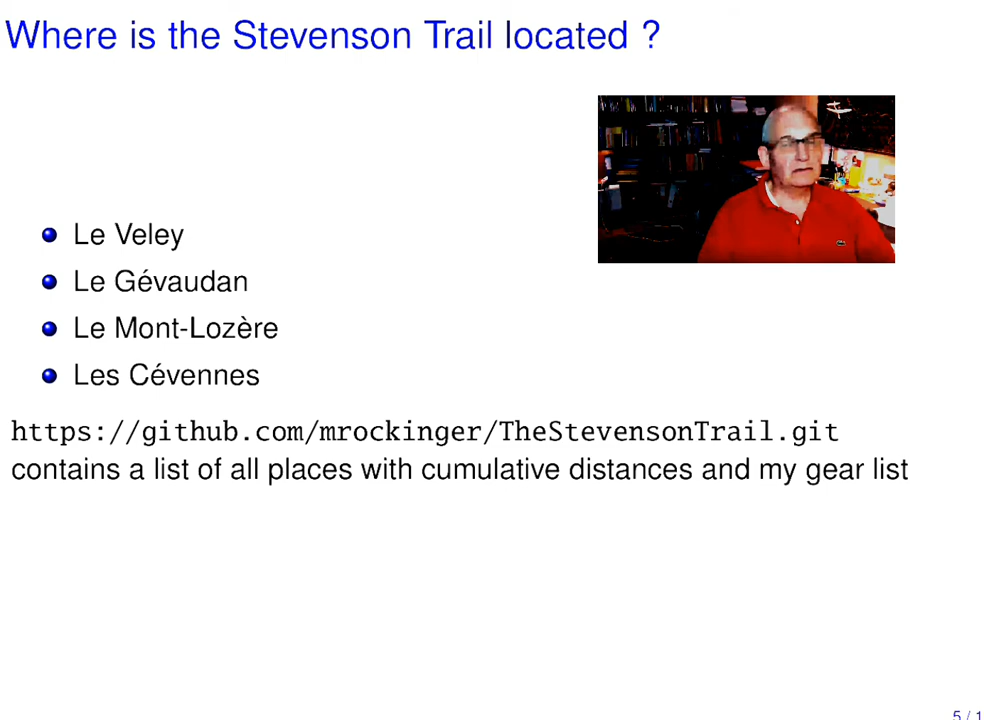 Where is the Stevenson Trail located ?
Le Veley
Le Gévaudan
Le Mont-Lozère
Les Cévennes
https://github.com/mrockinger/TheStevensonTrail.git
contains a list of all places with cumulative distances and my gear list
5 / 1